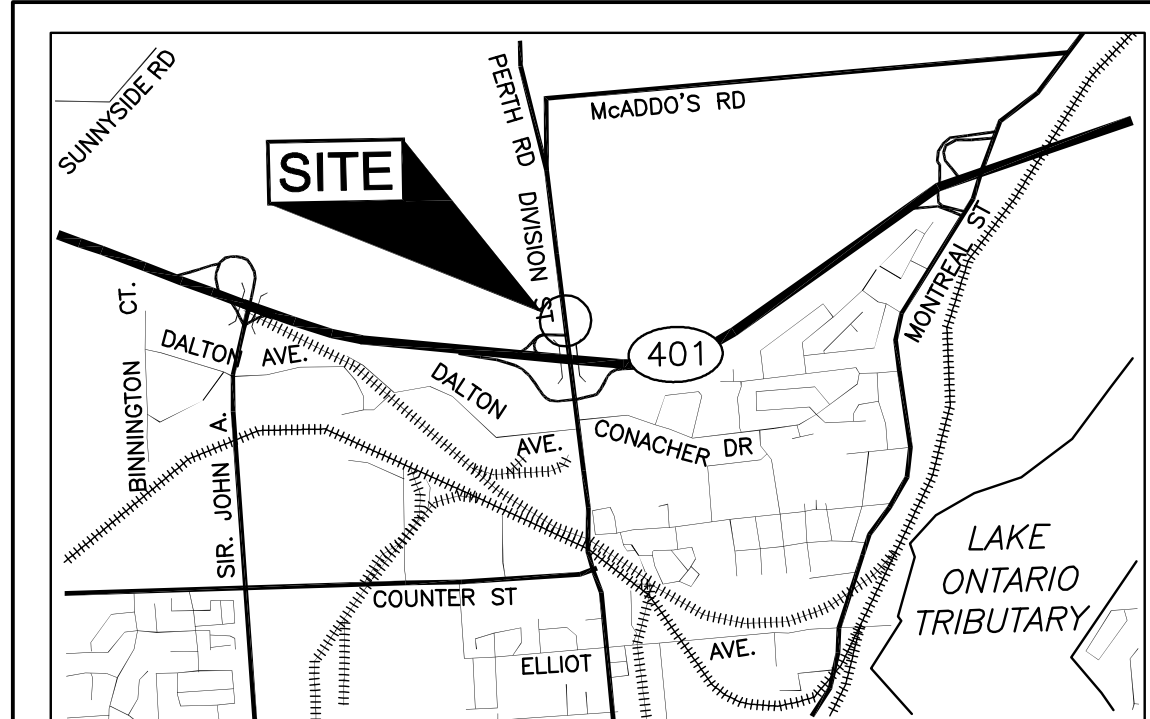 SUNNYSIDE RD
PERTH RD
McADDO'S RD
SITE
DIVISION ST
MONTREAL ST
BINNINGTON CT.
DALTON AVE.
401
DALTON AVE.
CONACHER DR
SIR. JOHN A.
LAKE
ONTARIO
TRIBUTARY
COUNTER ST
ELLIOT AVE.